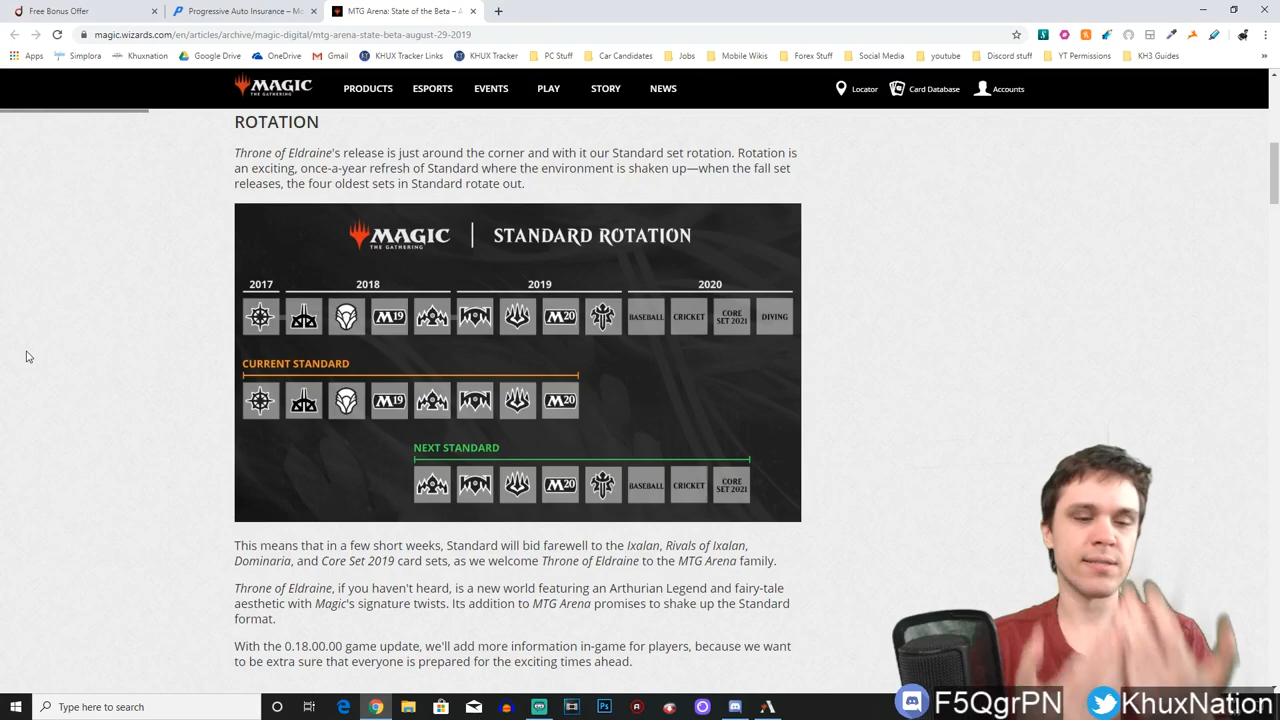 Free Bonus Offer
Progressive Auto Insurance – Mo
MTG Arena: State of the Beta – A
magic.wizards.com/en/articles/archive/magic-digital/mtg-arena-state-beta-august-29-2019
Apps Simplora Khuxnation Google Drive OneDrive Gmail KHUX Tracker KHUX Tracker PC Stuff Car Candidates Jobs Mobile Wikis Forex Stuff Social Media youtube Discord stuff YT Permissions KH3 Guides
MAGIC THE GATHERING PRODUCTS ESPORTS EVENTS PLAY STORY NEWS Locator Card Database Accounts
ROTATION
Throne of Eldraine's release is just around the corner and with it our Standard set rotation. Rotation is
an exciting, once-a-year refresh of Standard where the environment is shaken up—when the fall set
releases, the four oldest sets in Standard rotate out.
MAGIC THE GATHERING | STANDARD ROTATION
2017 2018 2019 2020
M19 M20 BASEBALL CRICKET CORE SET 2021 DIVING
CURRENT STANDARD
M19 M20
NEXT STANDARD
M20 BASEBALL CRICKET CORE SET 2021
This means that in a few short weeks, Standard will bid farewell to the Ixalan, Rivals of Ixalan,
Dominaria, and Core Set 2019 card sets, as we welcome Throne of Eldraine to the MTG Arena family.
Throne of Eldraine, if you haven't heard, is a new world featuring an Arthurian Legend and fairy-tale
aesthetic with Magic's signature twists. Its addition to MTG Arena promises to shake up the Standard
format.
With the 0.18.00.00 game update, we'll add more information in-game for players, because we want
to be extra sure that everyone is prepared for the exciting times ahead.
F5QgrPN KhuxNation
Type here to search